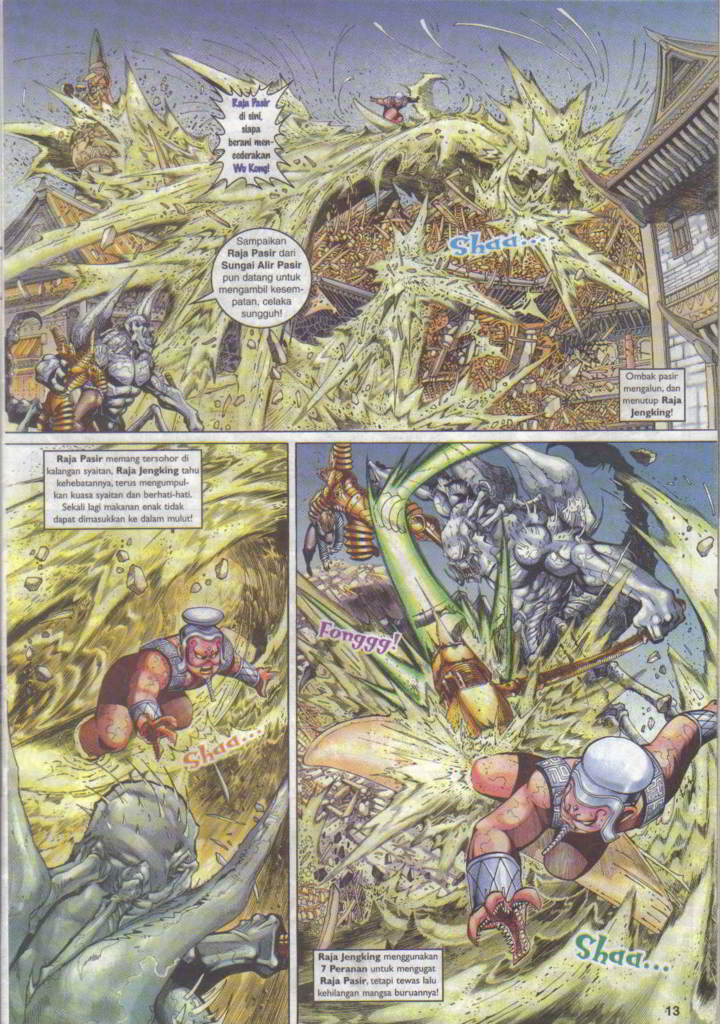 Raja Pasir
di sini,
siapa
berani men-
cederakan
Wu Kong!
Sampaikan
Raja Pasir dari
Sungai Alir Pasir
pun datang untuk
mengambil kesem-
patan, celaka
sungguh!
Shaa...
Ombak pasir
mengalun, dan
menutup Raja
Jengking!
Raja Pasir memang tersohor di
kalangan syaitan, Raja Jengking tahu
kehebatannya, terus mengumpul-
kan kuasa syaitan dan berhati-hati.
Sekali lagi makanan enak tidak
dapat dimasukkan ke dalam mulut!
Shaa...
Fonggg!
Shaa...
Raja Jengking menggunakan
7 Peranan untuk mengugat
Raja Pasir, tetapi tewas lalu
kehilangan mangsa buruannya!
13